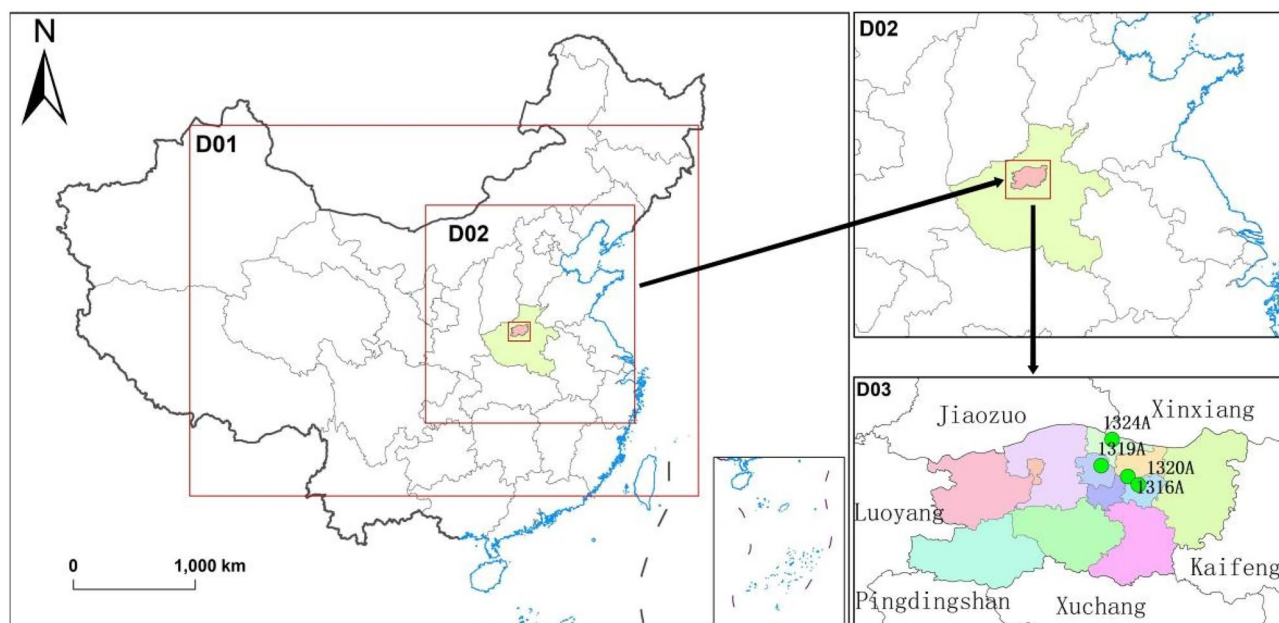 N
D01
D02
0
1,000 km
D02
D03
Jiaozuo
Xinxiang
1324A
1319A
1320A
1316A
Luoyang
Kaifeng
Pingdingshan
Xuchang